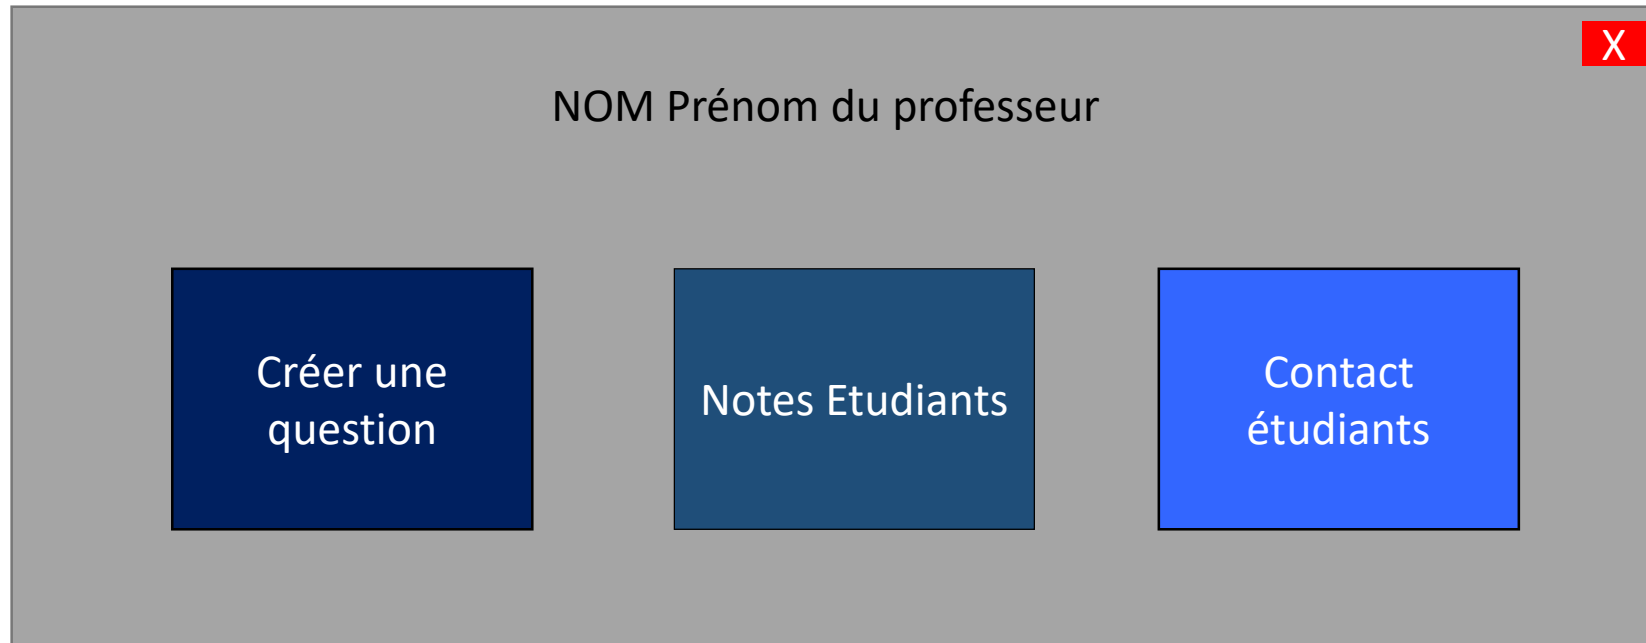 X
NOM Prénom du professeur
Créer une
question
Notes Etudiants
Contact
étudiants